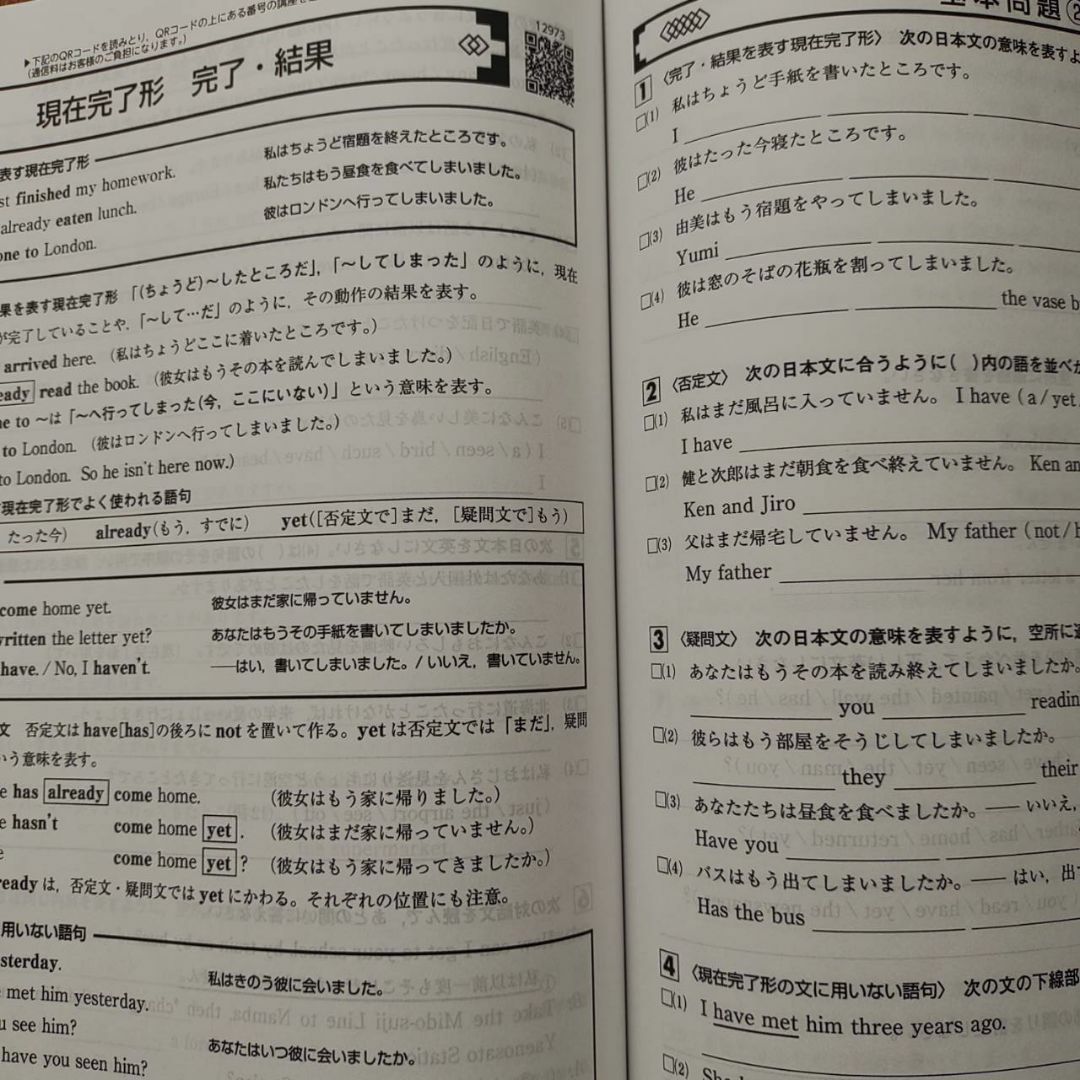 ▶下記のQRコードを読みとり，QRコードの上にある番号の講座を
(通信料はお客様のご負担になります。)
12973
現在完了形 完了・結果
表す現在完了形
st finished my homework. 私はちょうど宿題を終えたところです。
already eaten lunch. 私たちはもう昼食を食べてしまいました。
one to London. 彼はロンドンへ行ってしまいました。
果を表す現在完了形 「(ちょうど)〜したところだ」，「〜してしまった」のように，現在
が完了していることや，「〜して…だ」のように，その動作の結果を表す。
arrived here. (私はちょうどここに着いたところです。)
eady read the book. (彼女はもうその本を読んでしまいました。)
ne to 〜は「〜へ行ってしまった(今，ここにいない)」という意味を表す。
to London. (彼はロンドンへ行ってしまいました。)
to London. So he isn't here now.)
現在完了形でよく使われる語句
たった今) already(もう，すでに) yet([否定文で]まだ，[疑問文で]もう)
come home yet. 彼女はまだ家に帰っていません。
written the letter yet? あなたはもうその手紙を書いてしまいましたか。
have. / No, I haven't. ――はい，書いてしまいました。/ いいえ，書いていません。
文 否定文は have[has]の後ろに not を置いて作る。yet は否定文では「まだ」，疑問
いう意味を表す。
e has already come home. (彼女はもう家に帰りました。)
e hasn't come home yet. (彼女はまだ家に帰っていません。)
e come home yet? (彼女はもう家に帰ってきましたか。)
ready は，否定文・疑問文では yet にかわる。それぞれの位置にも注意。
用いない語句
sterday.
met him yesterday. 私はきのう彼に会いました。
u see him?
have you seen him? あなたはいつ彼に会いましたか。
基本問題②
1 〈完了・結果を表す現在完了形〉 次の日本文の意味を表すよ
□(1) 私はちょうど手紙を書いたところです。
I
□(2) 彼はたった今寝たところです。
He
□(3) 由美はもう宿題をやってしまいました。
Yumi
□(4) 彼は窓のそばの花瓶を割ってしまいました。
He the vase b
2 〈否定文〉 次の日本文に合うように( )内の語を並べか
□(1) 私はまだ風呂に入っていません。 I have (a / yet /
I have
□(2) 健と次郎はまだ朝食を食べ終えていません。 Ken an
Ken and Jiro
□(3) 父はまだ帰宅していません。 My father (not / h
My father
3 〈疑問文〉 次の日本文の意味を表すように，空所に適
□(1) あなたはもうその本を読み終えてしまいましたか。
you readin
□(2) 彼らはもう部屋をそうじしてしまいましたか。
they their
□(3) あなたたちは昼食を食べましたか。――いいえ，
Have you
□(4) バスはもう出てしまいましたか。――はい，出て
Has the bus
4 〈現在完了形の文に用いない語句〉 次の文の下線部
□(1) I have met him three years ago.
□(2) She